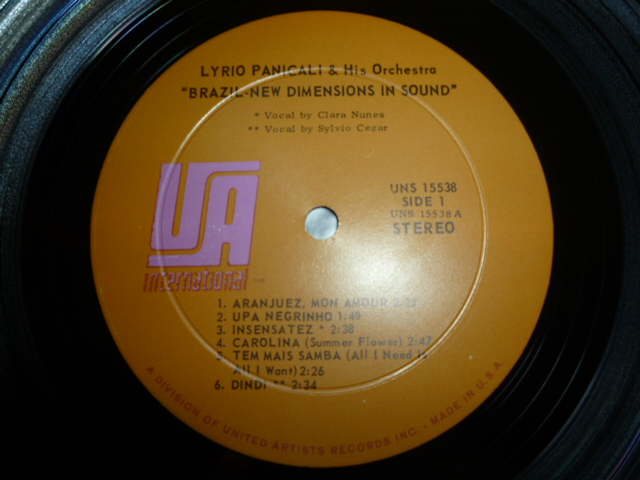 LYRIO PANICALI & His Orchestra
"BRAZIL-NEW DIMENSIONS IN SOUND"
* Vocal by Clara Nunes
** Vocal by Sylvio Cezar
UA
international
UNS 15538
SIDE 1
UNS 15538 A
STEREO
1. ARANJUEZ, MON AMOUR
2. UPA NEGRINHO 1:49
3. INSENSATEZ * 2:38
4. CAROLINA (Summer Flower) 2:47
5. TEM MAIS SAMBA (All I Need Is
All I Want) 2:26
6. DINDI ** 2:34
A DIVISION OF UNITED ARTISTS RECORDS INC. - MADE IN U.S.A.